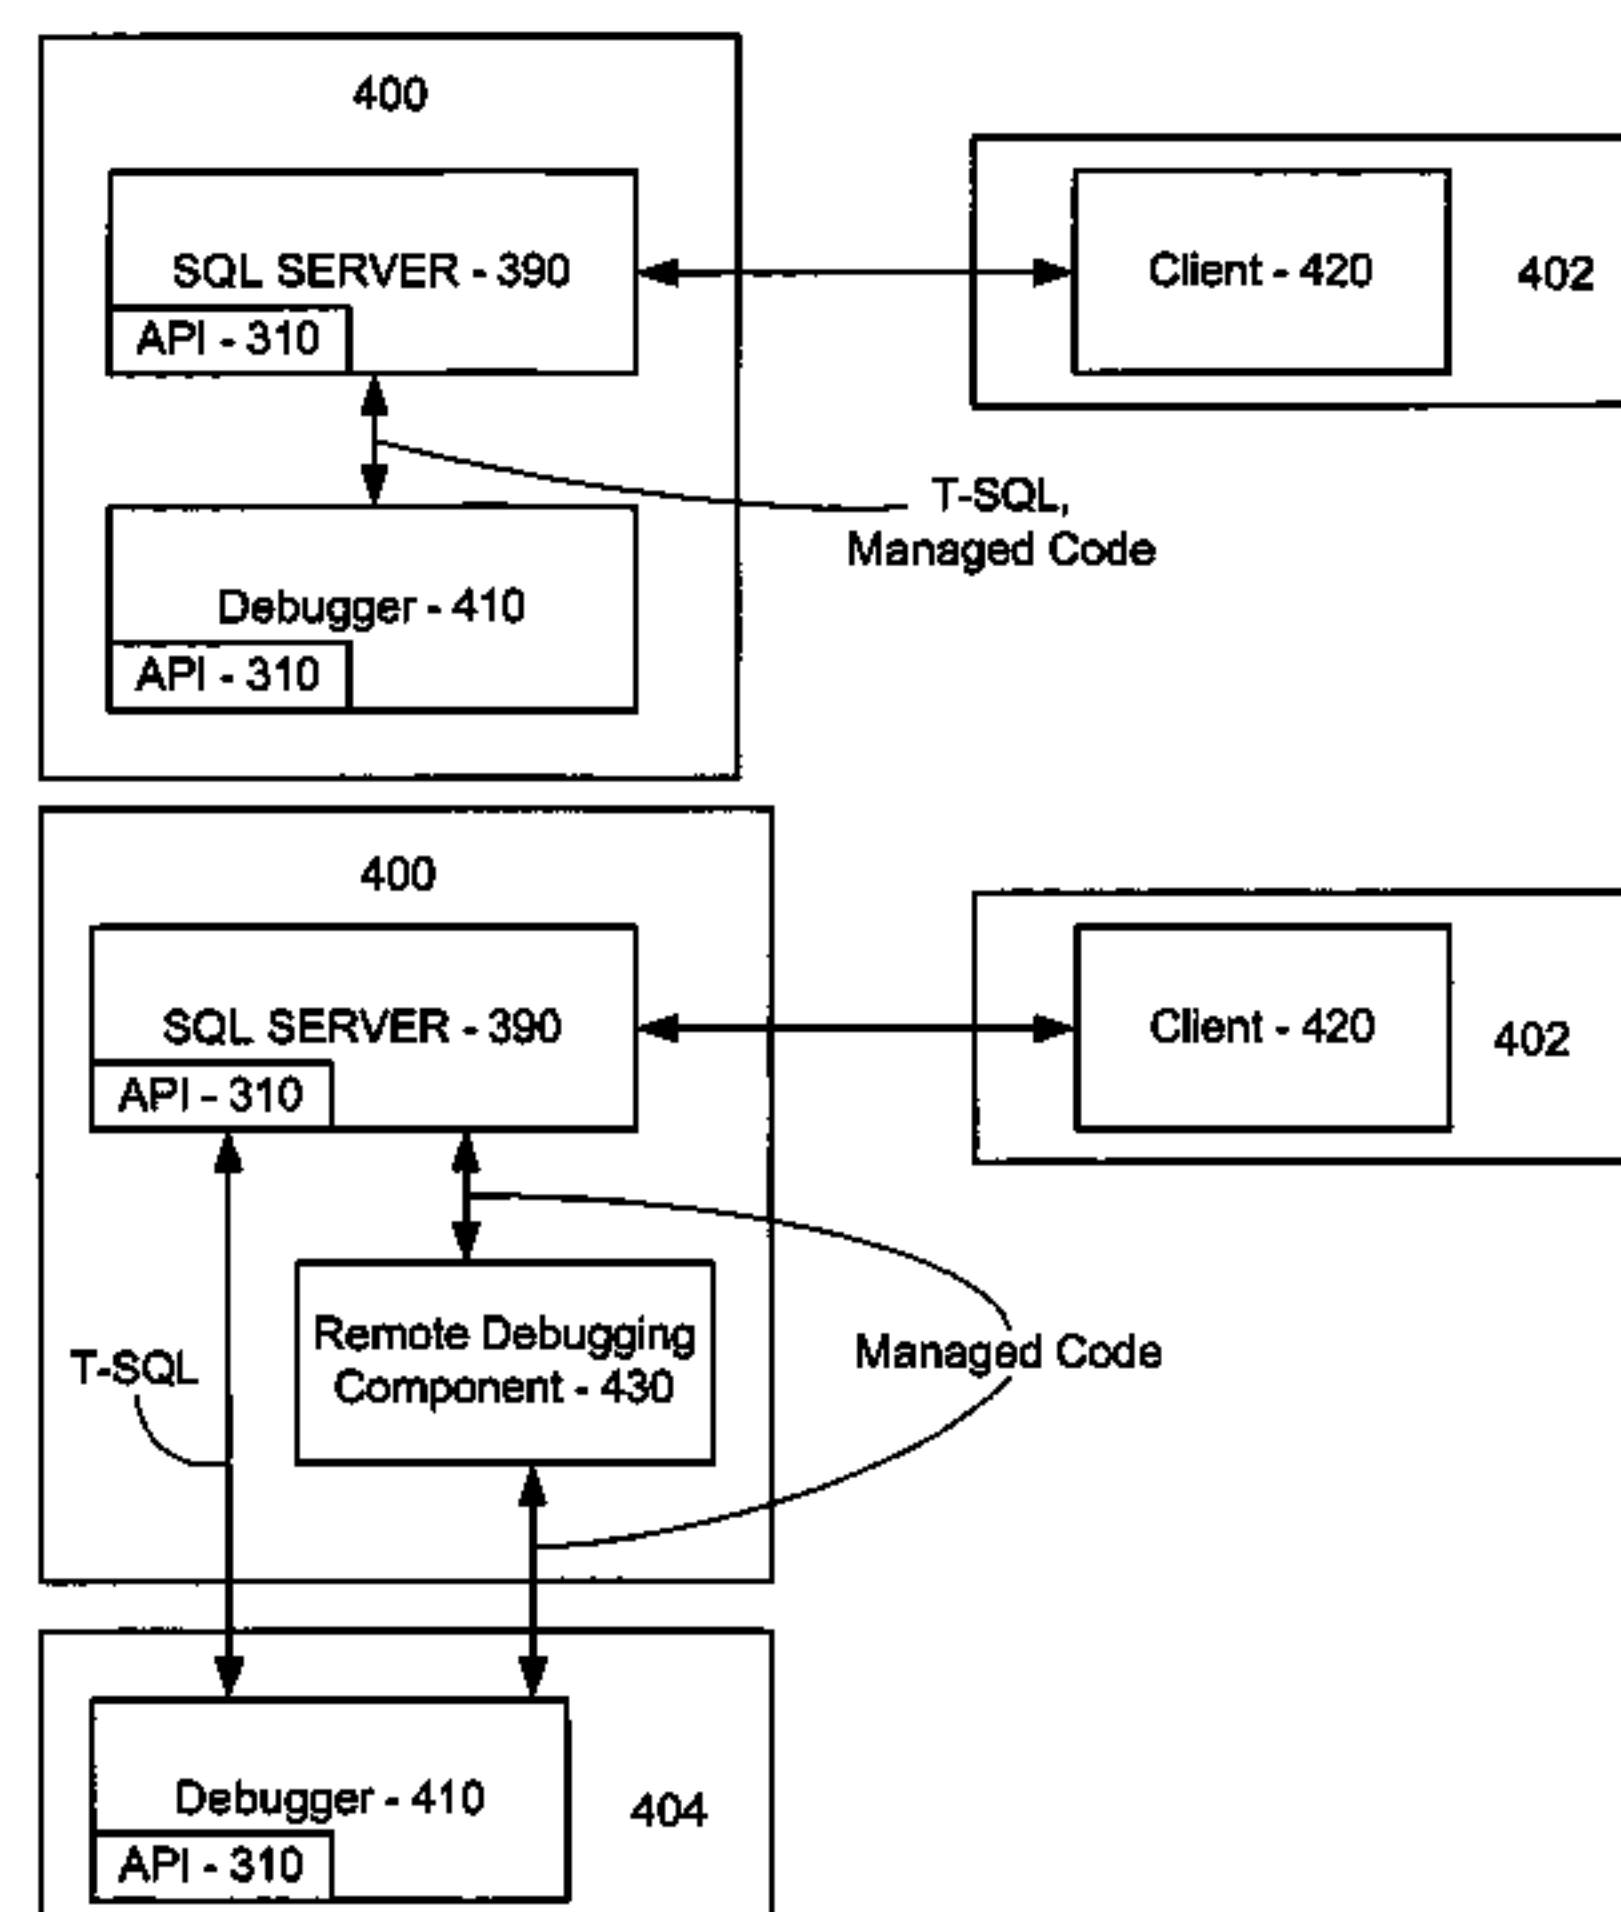 400
SQL SERVER - 390
API - 310
Client - 420
402
T-SQL,
Managed Code
Debugger - 410
API - 310
400
SQL SERVER - 390
API - 310
Client - 420
402
T-SQL
Remote Debugging
Component - 430
Managed Code
Debugger - 410
API - 310
404